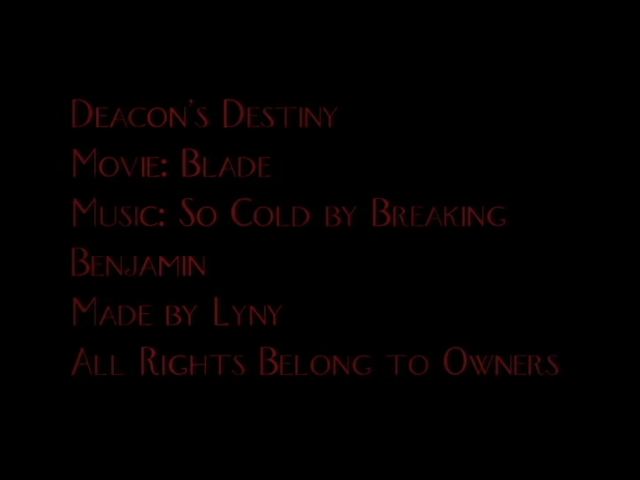 Deacon's Destiny
Movie: Blade
Music: So Cold by Breaking
Benjamin
Made by Lyny
All Rights Belong to Owners